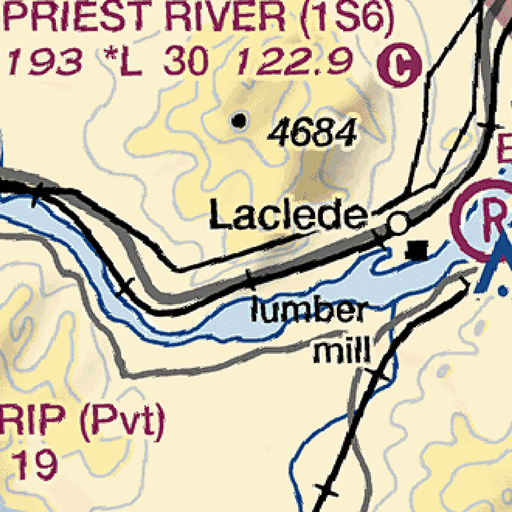 PRIEST RIVER (1S6)
193 *L 30 122.9 C
4684
Laclede
R
lumber
mill
RIP (Pvt)
19